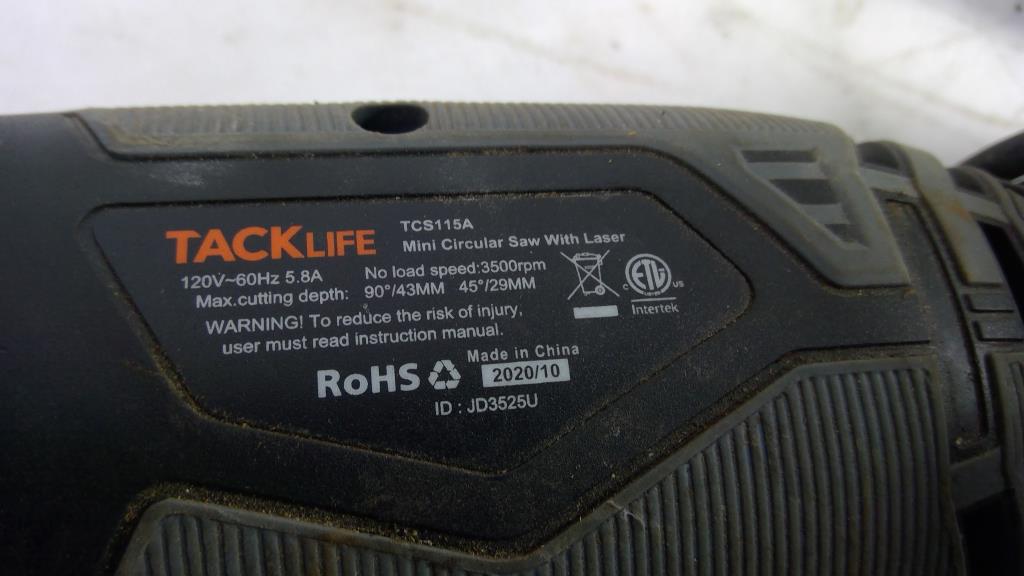 TACKLIFE
TCS115A
Mini Circular Saw With Laser
120V~60Hz 5.8A
No load speed:3500rpm
Max.cutting depth: 90°/43MM 45°/29MM
WARNING! To reduce the risk of injury,
user must read instruction manual.
C ETL US
Intertek
RoHS
Made in China
2020/10
ID : JD3525U